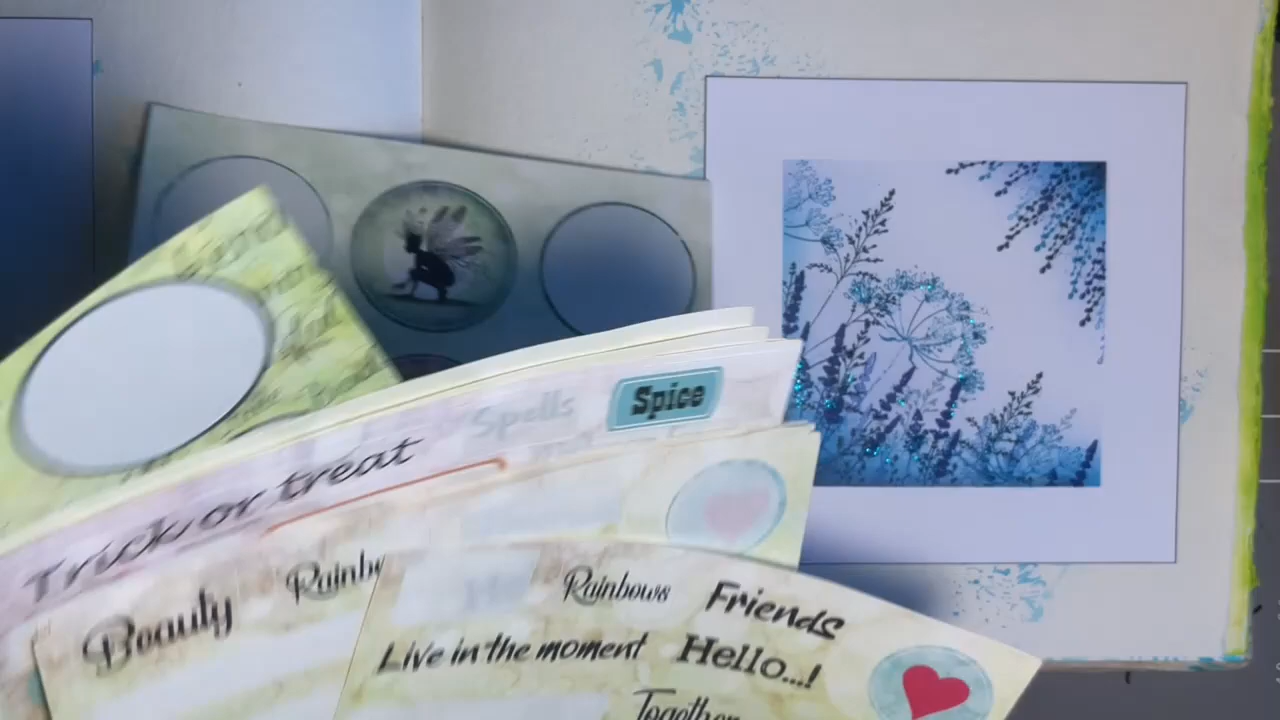 Spells Spice
Trick or treat
Beauty
Rainbows Friends
Live in the moment Hello...!
Together